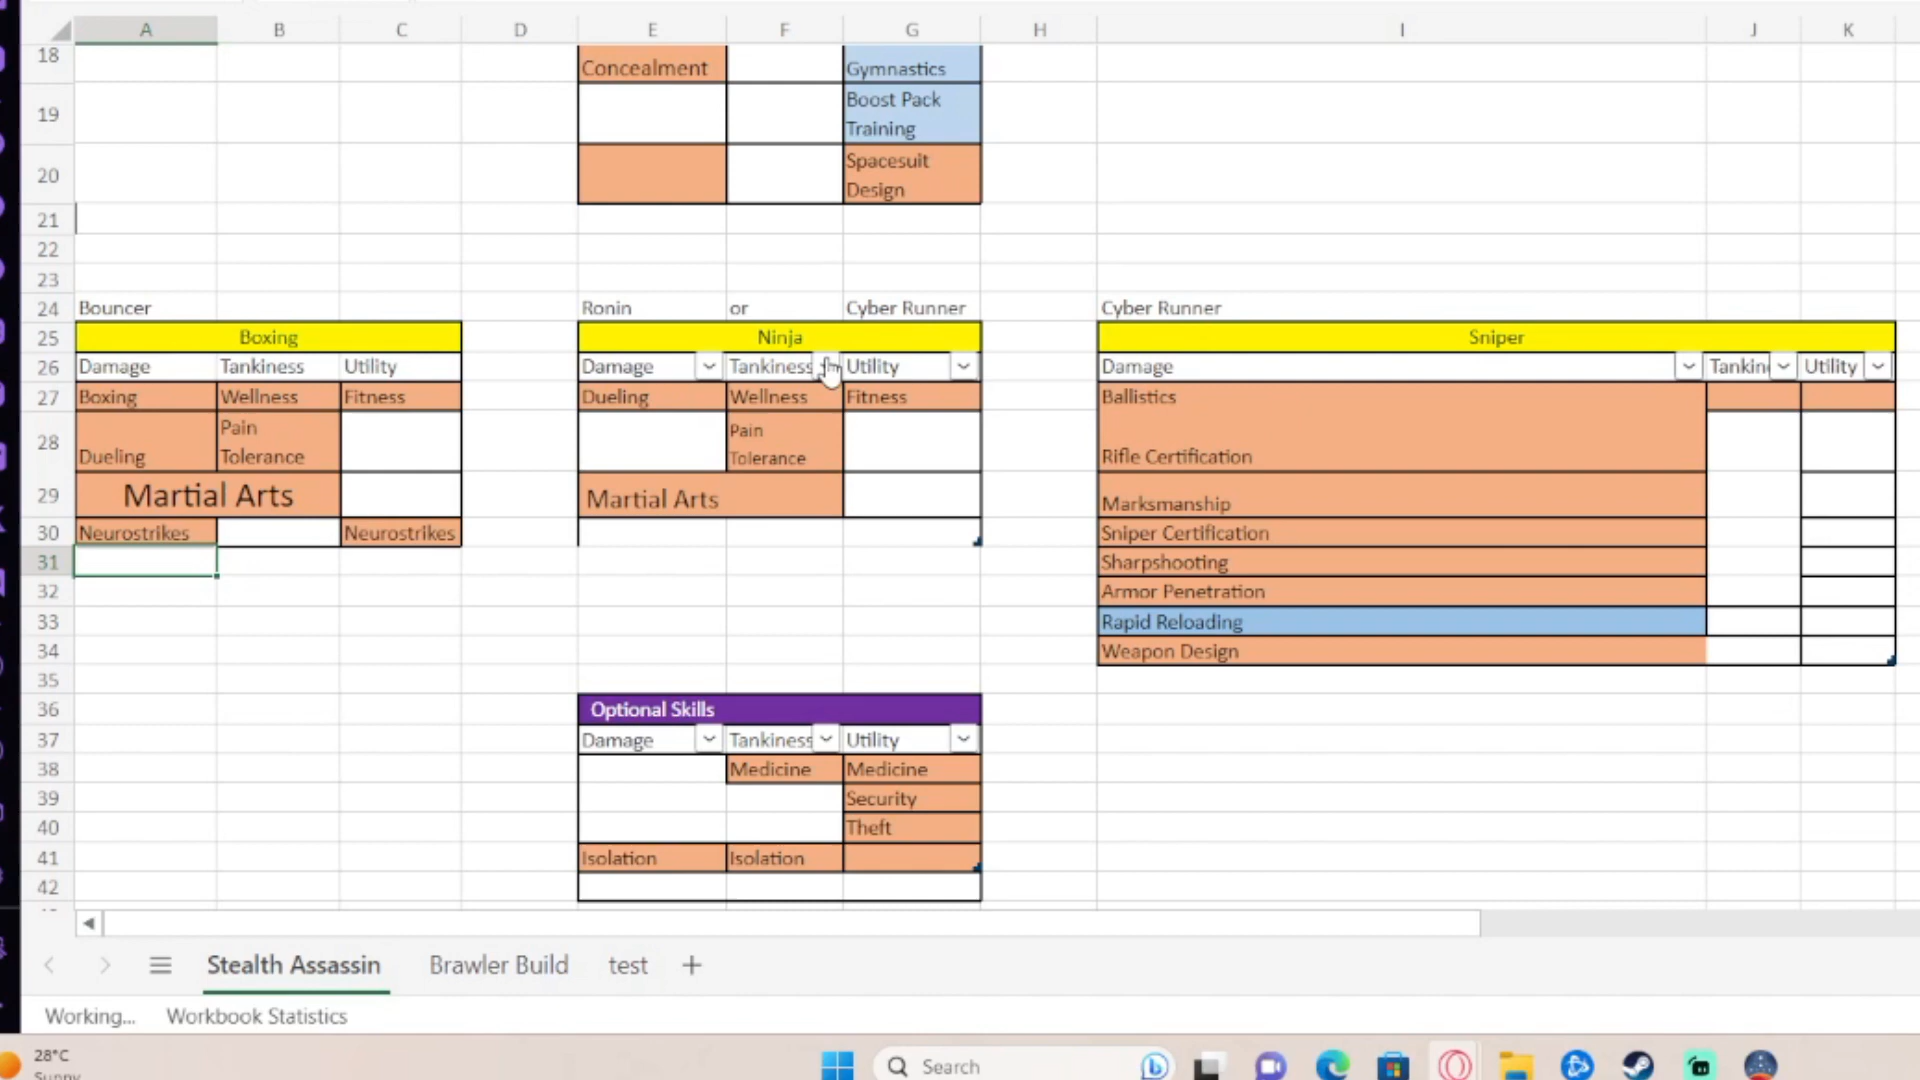 A B C D E F G H I J K
18 Concealment Gymnastics
19 Boost Pack
Training
20 Spacesuit
Design
21
22
23
24 Bouncer Ronin or Cyber Runner Cyber Runner
25 Boxing Ninja Sniper
26 Damage Tankiness Utility Damage Tankiness Utility Damage Tankin Utility
27 Boxing Wellness Fitness Dueling Wellness Fitness Ballistics
28 Dueling Pain
Tolerance Pain
Tolerance Rifle Certification
29 Martial Arts Martial Arts Marksmanship
30 Neurostrikes Neurostrikes Sniper Certification
31 Sharpshooting
32 Armor Penetration
33 Rapid Reloading
34 Weapon Design
35
36 Optional Skills
37 Damage Tankiness Utility
38 Medicine Medicine
39 Security
40 Theft
41 Isolation Isolation
42
Stealth Assassin Brawler Build test +
Working... Workbook Statistics
28°C
Sunny
Search